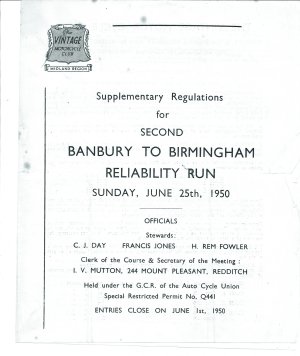 The
VINTAGE
MOTORCYCLE
CLUB
MIDLAND REGION
Supplementary Regulations
for
SECOND
BANBURY TO BIRMINGHAM
RELIABILITY RUN
SUNDAY, JUNE 25th, 1950
OFFICIALS
Stewards:
C. J. DAY FRANCIS JONES H. REM FOWLER
Clerk of the Course & Secretary of the Meeting :
I. V. MUTTON, 244 MOUNT PLEASANT, REDDITCH
Held under the G.C.R. of the Auto Cycle Union
Special Restricted Permit No. Q441
ENTRIES CLOSE ON JUNE 1st, 1950